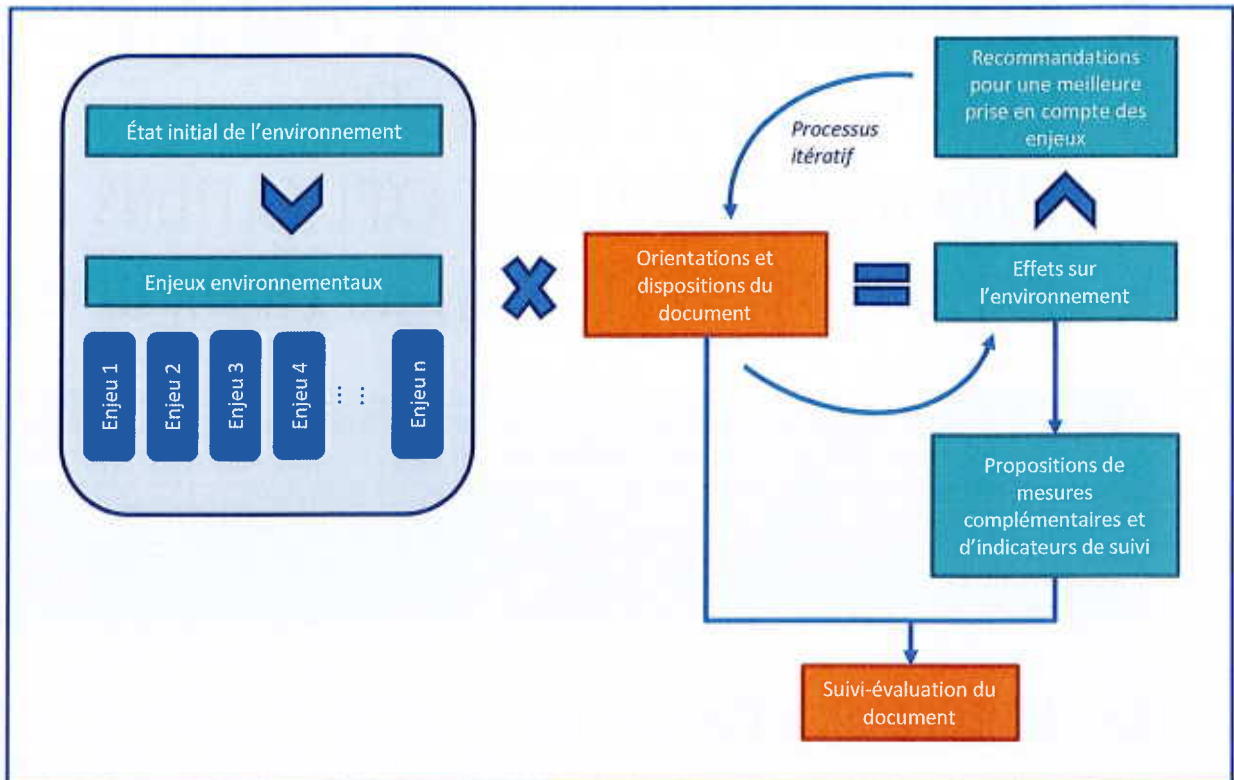 État initial de l'environnement
Enjeux environnementaux
Enjeu 1
Enjeu 2
Enjeu 3
Enjeu 4
... ...
Enjeu n
Orientations et
dispositions du
document
Processus
itératif
Recommandations
pour une meilleure
prise en compte des
enjeux
Effets sur
l'environnement
Propositions de
mesures
complémentaires et
d'indicateurs de suivi
Suivi-évaluation du
document